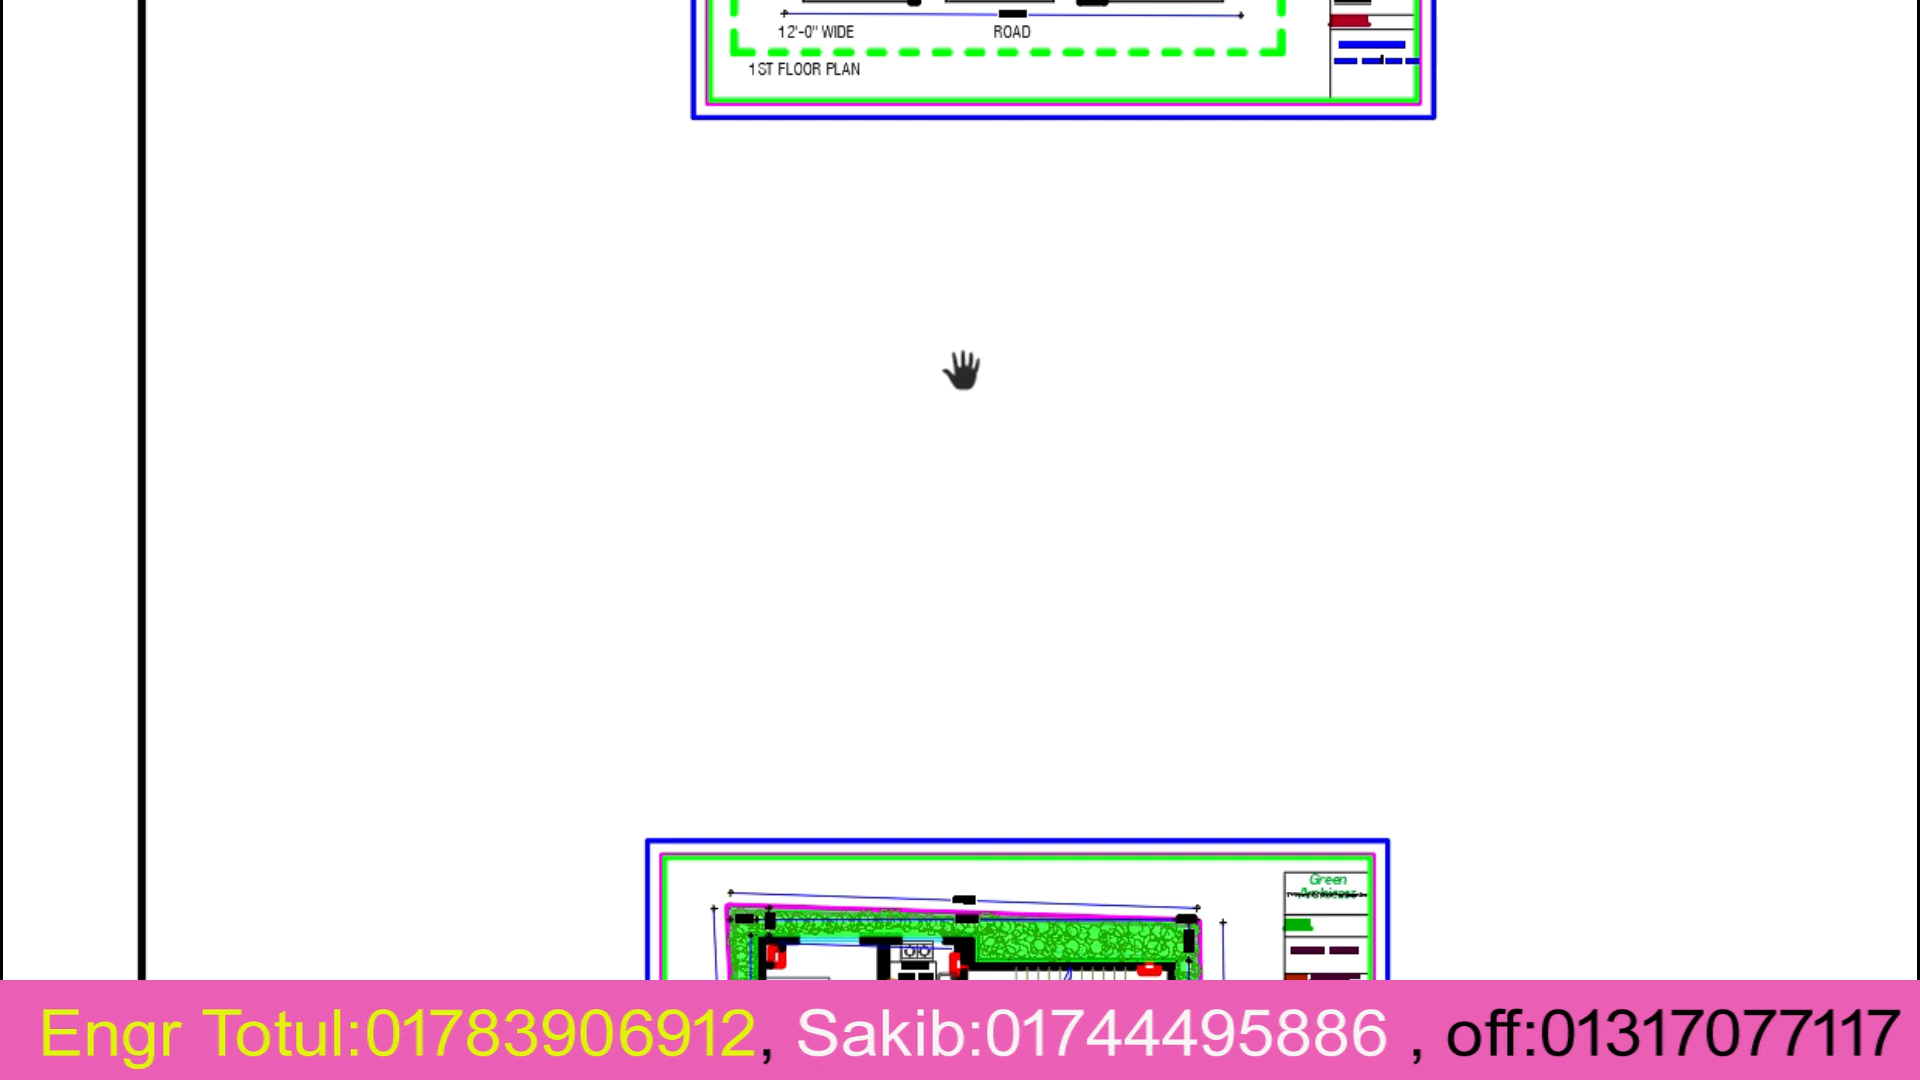 12'-0" WIDE ROAD
1ST FLOOR PLAN
Green
Engr Totul:01783906912, Sakib:01744495886 , off:01317077117